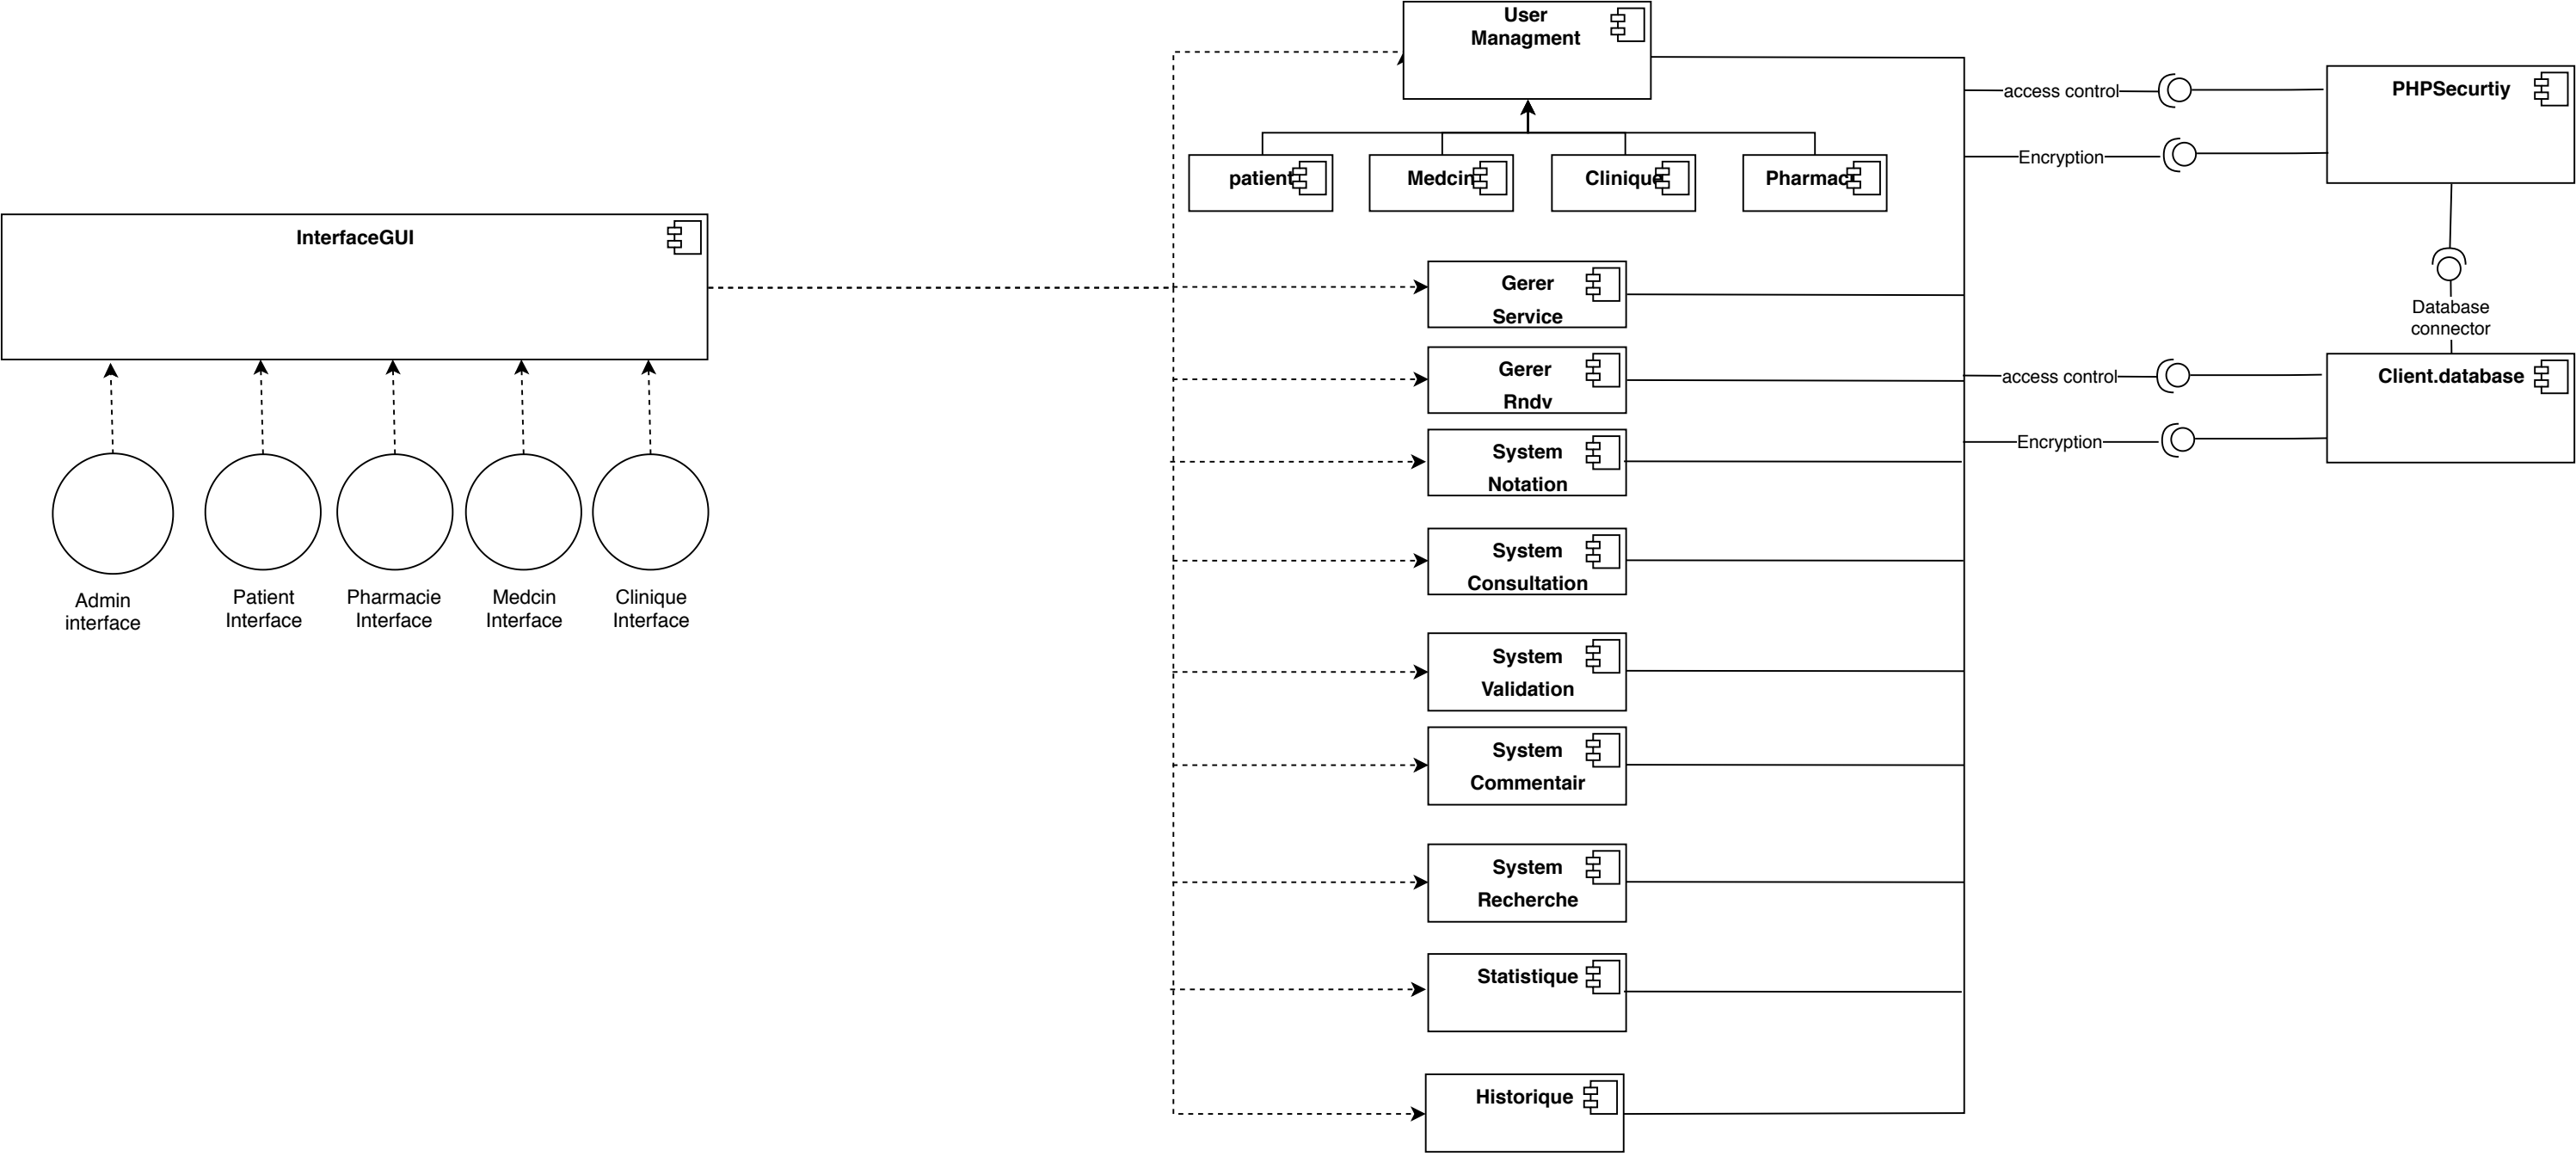 User
Managment
access control
PHPSecurtiy
Encryption
patient
Medcin
Clinique
Pharmaci
InterfaceGUI
Gerer
Service
Database
connector
Gerer
Rndv
access control
Client.database
Encryption
System
Notation
System
Consultation
Admin
interface
Patient
Interface
Pharmacie
Interface
Medcin
Interface
Clinique
Interface
System
Validation
System
Commentair
System
Recherche
Statistique
Historique